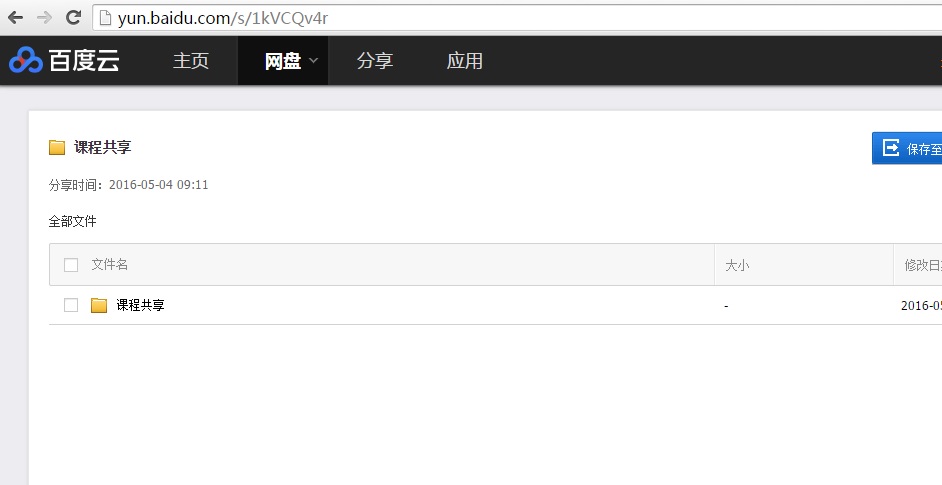 yun.baidu.com/s/1kVCQv4r
百度云 主页 网盘 分享 应用
课程共享
保存至
分享时间：2016-05-04 09:11
全部文件
文件名 大小 修改日
课程共享 - 2016-05